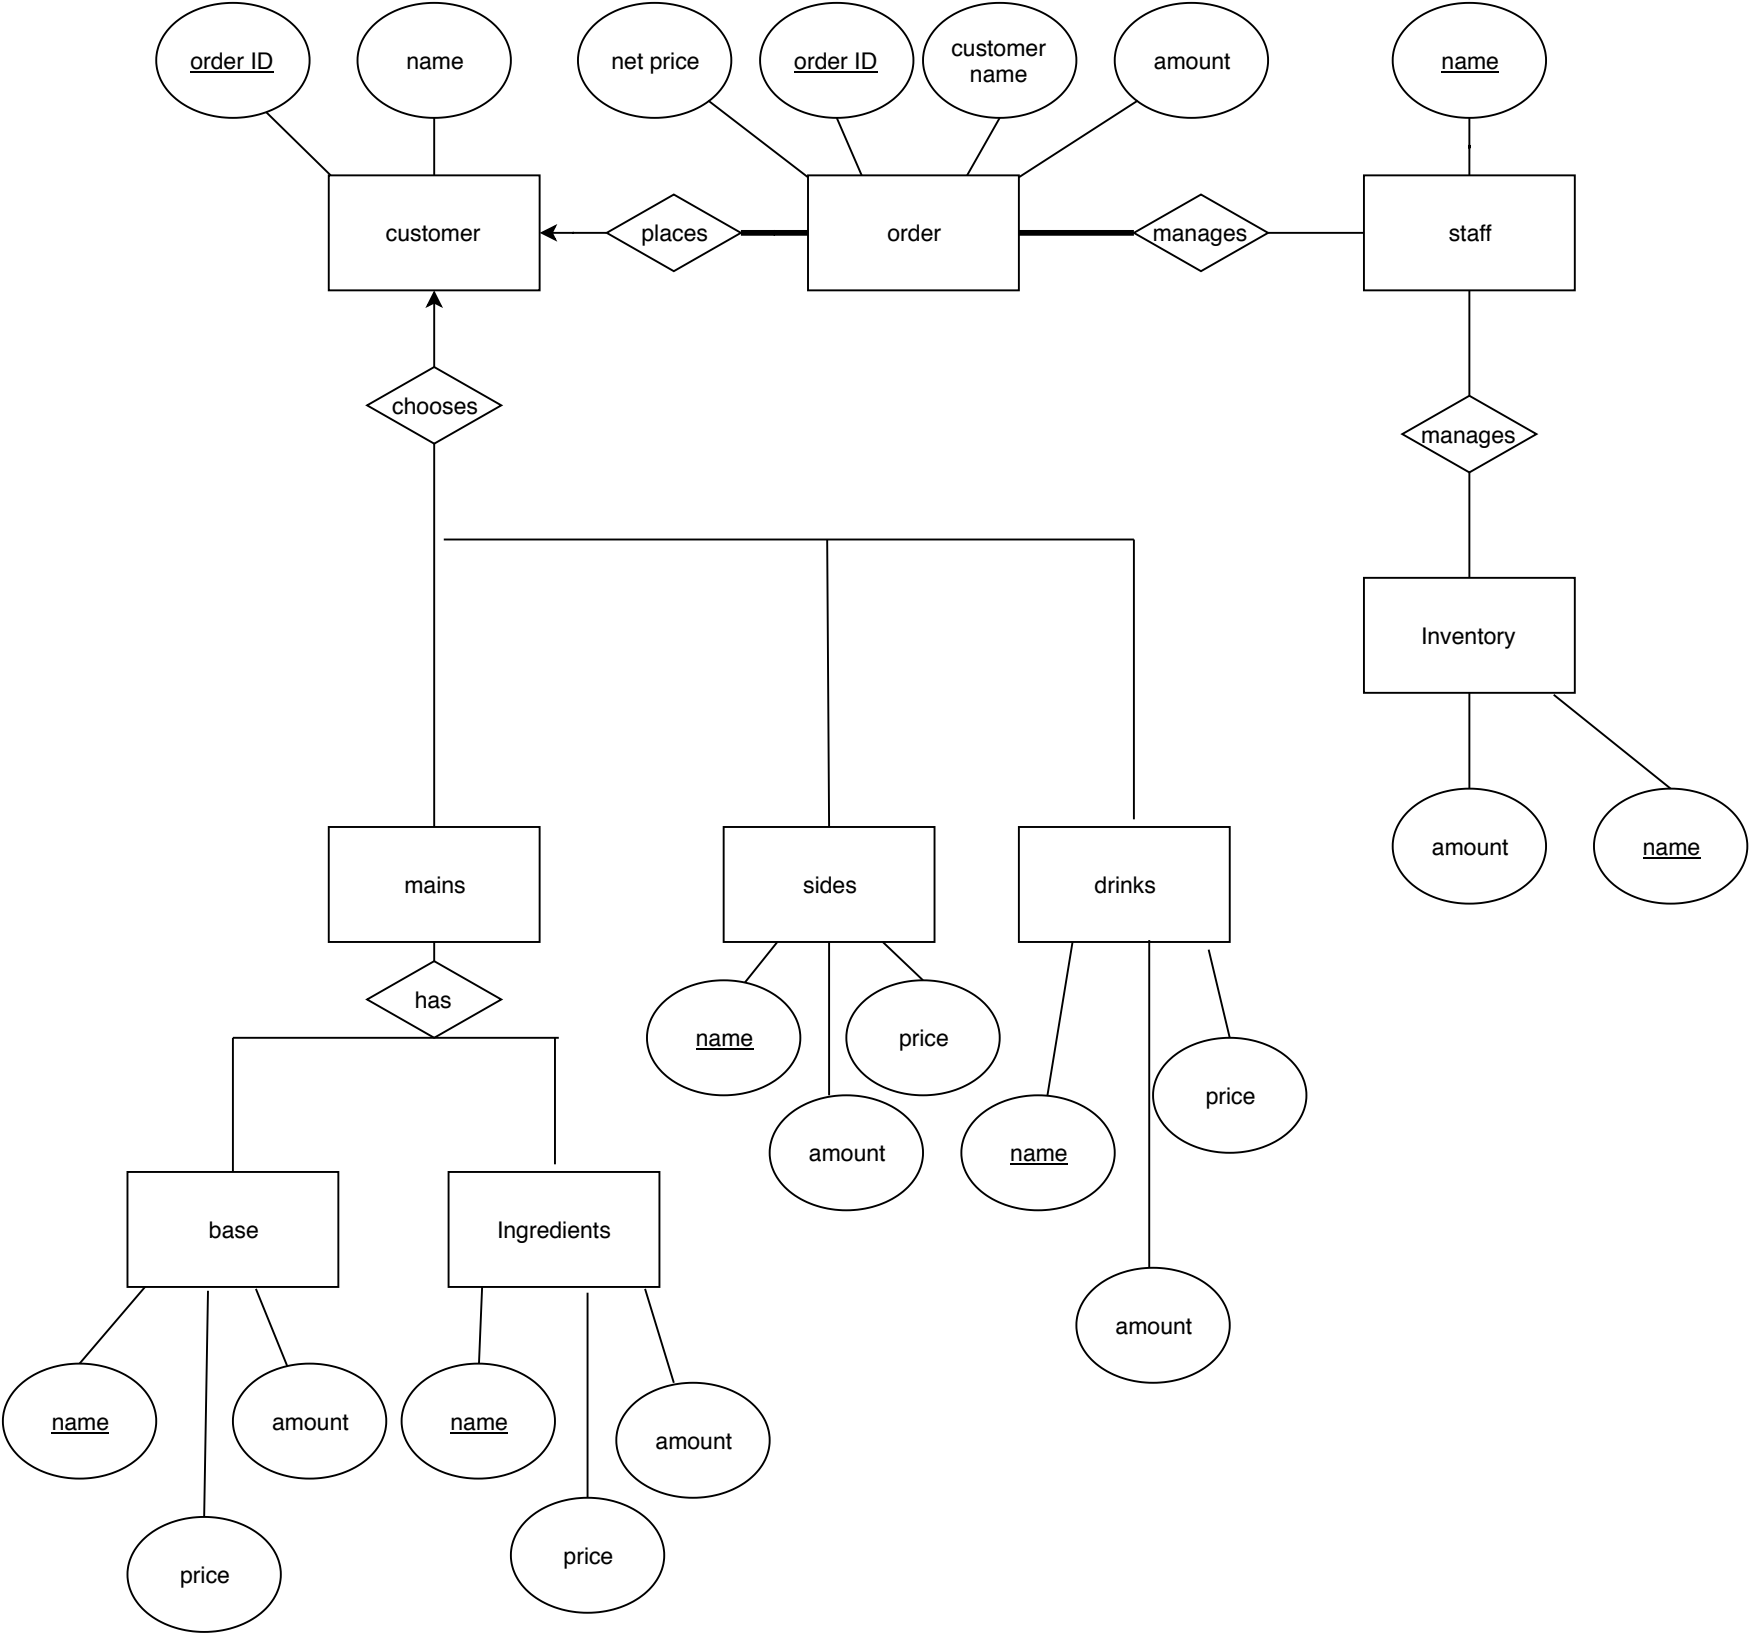 order ID
name
net price
order ID
customer
name
amount
name
customer
places
order
manages
staff
chooses
manages
Inventory
amount
name
mains
sides
drinks
has
name
price
amount
name
price
amount
base
Ingredients
name
amount
name
amount
price
price